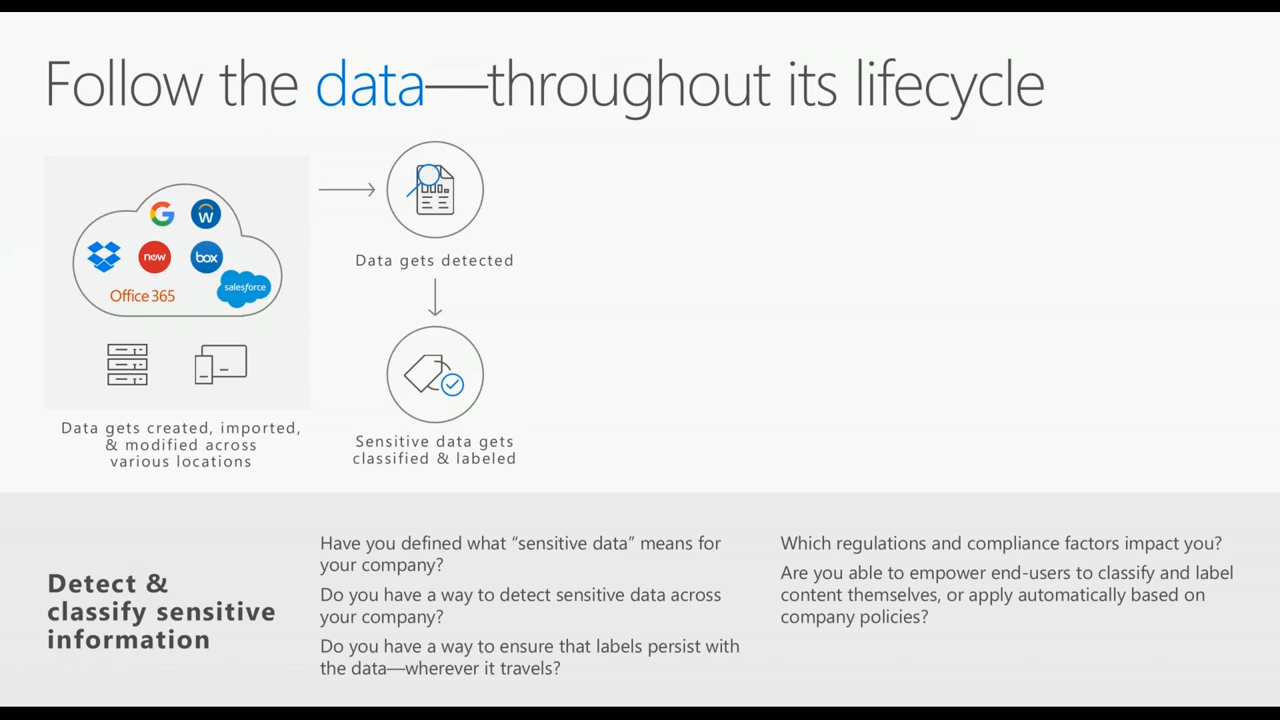 Follow the data—throughout its lifecycle
G
W
now
box
Office 365
salesforce
Data gets created, imported,
& modified across
various locations
Data gets detected
Sensitive data gets
classified & labeled
Detect &
classify sensitive
information
Have you defined what “sensitive data” means for
your company?
Do you have a way to detect sensitive data across
your company?
Do you have a way to ensure that labels persist with
the data—wherever it travels?
Which regulations and compliance factors impact you?
Are you able to empower end-users to classify and label
content themselves, or apply automatically based on
company policies?